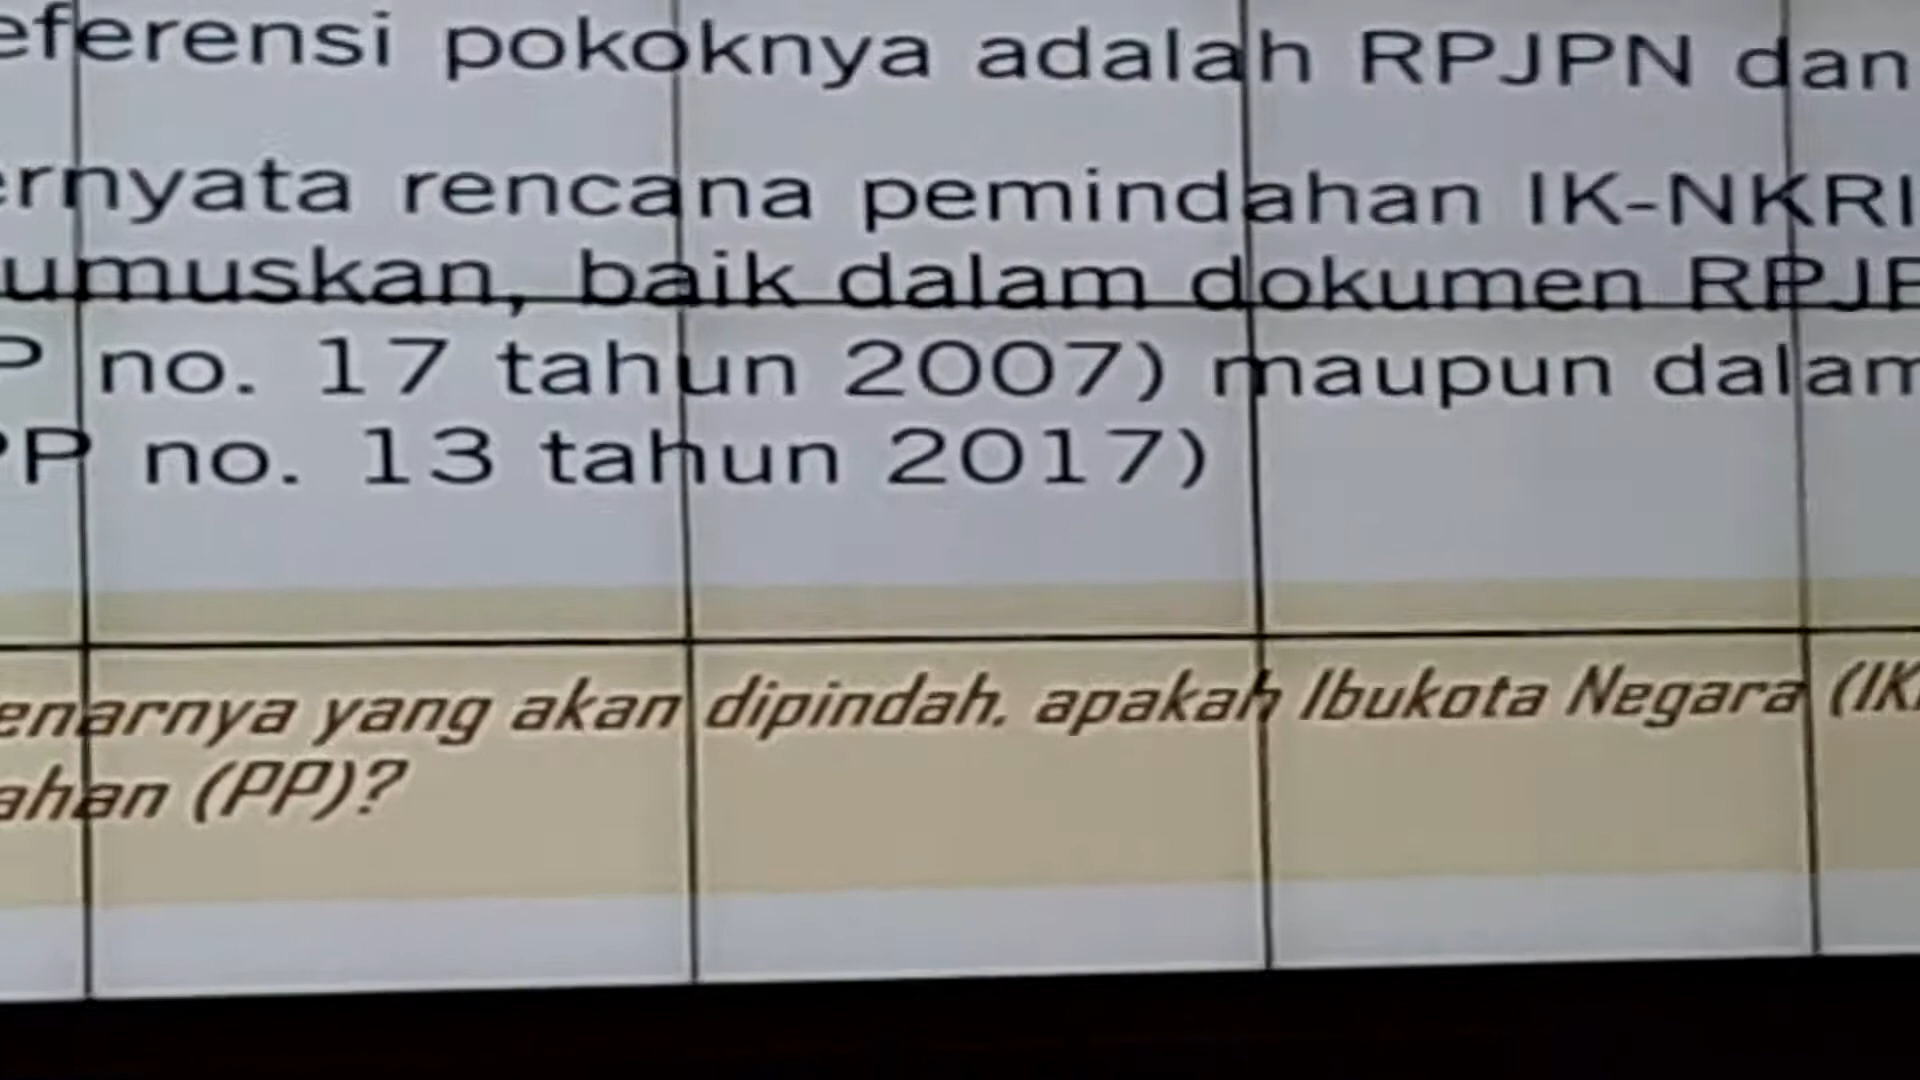 eferensi pokoknya adalah RPJPN dan
ernyata rencana pemindahan IK-NKRI
umuskan, baik dalam dokumen RPJP
P no. 17 tahun 2007) maupun dalam
PP no. 13 tahun 2017)
enarnya yang akan dipindah. apakah Ibukota Negara (IK
ahan (PP)?